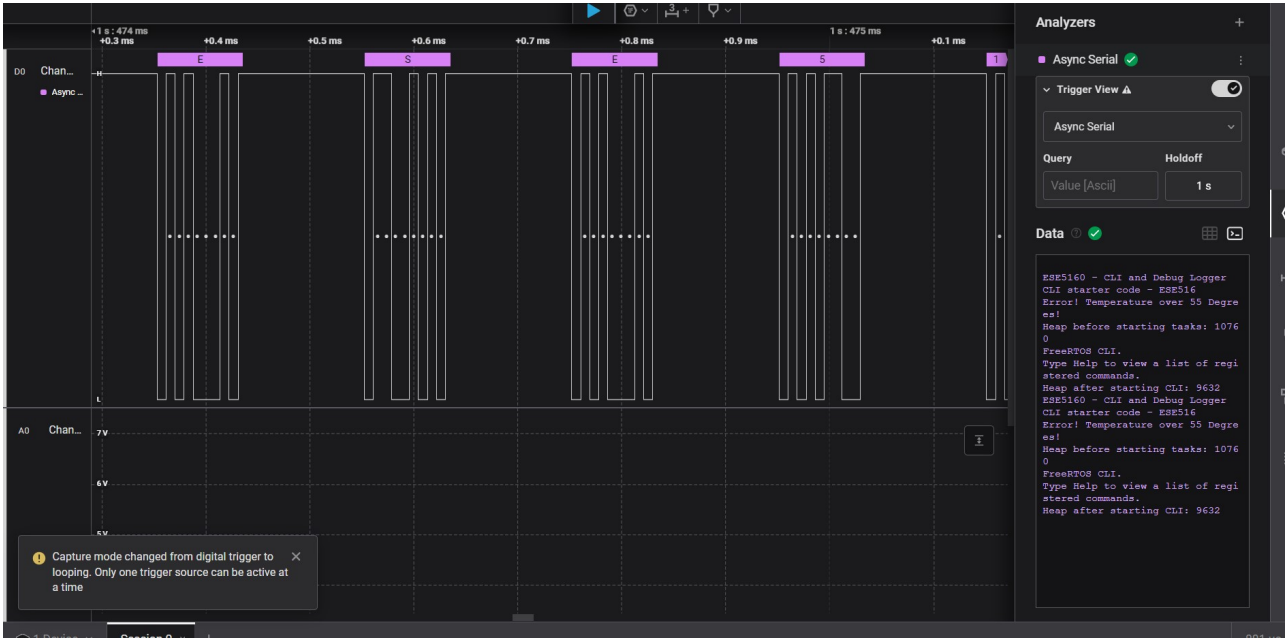 1 s : 474 ms
1 s : 475 ms
+0.3 ms +0.4 ms +0.5 ms +0.6 ms +0.7 ms +0.8 ms +0.9 ms +0.1 ms
E S E 5 1
D0 Chan...
Async ...
H
L
A0 Chan...
7 V
6 V
5 V
Capture mode changed from digital trigger to
looping. Only one trigger source can be active at
a time
Analyzers
Async Serial
Trigger View
Async Serial
Query Holdoff
Value [Ascii] 1 s
Data
ESE5160 - CLI and Debug Logger
CLI starter code - ESE516
Error! Temperature over 55 Degre
es!
Heap before starting tasks: 1076
0
FreeRTOS CLI.
Type Help to view a list of regi
stered commands.
Heap after starting CLI: 9632
ESE5160 - CLI and Debug Logger
CLI starter code - ESE516
Error! Temperature over 55 Degre
es!
Heap before starting tasks: 1076
0
FreeRTOS CLI.
Type Help to view a list of regi
stered commands.
Heap after starting CLI: 9632